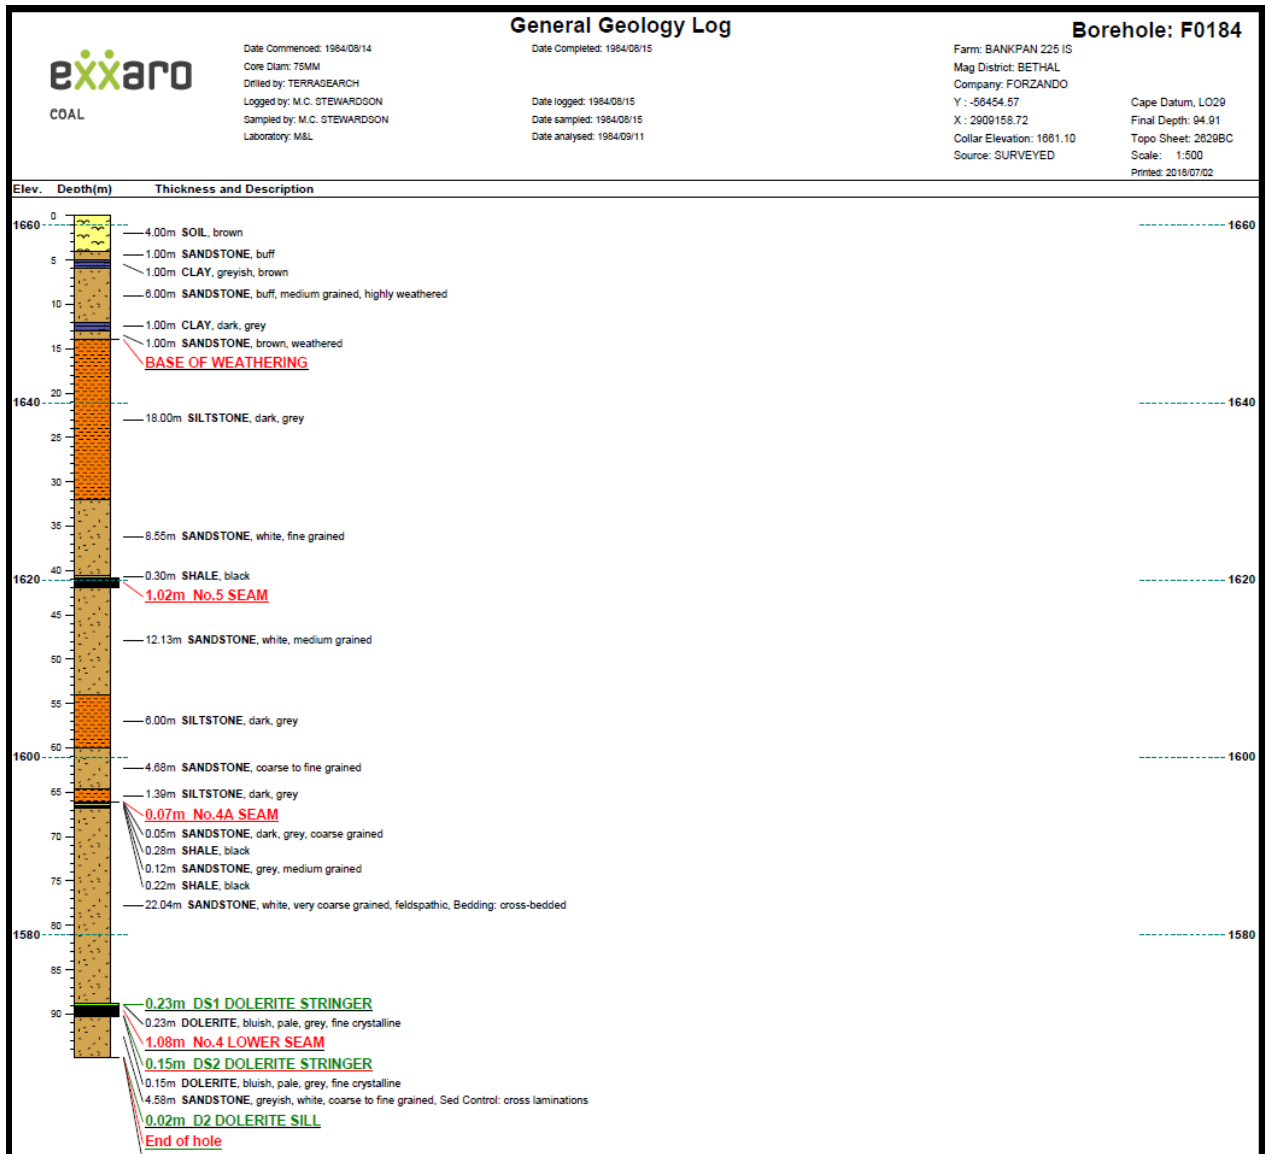 General Geology Log
Borehole: F0184
exxaro
COAL
Date Commenced: 1984/08/14
Core Diam: 75MM
Drilled by: TERRASEARCH
Logged by: M.C. STEWARDSON
Sampled by: M.C. STEWARDSON
Laboratory: M&L
Date Completed: 1984/08/15
Date logged: 1984/08/15
Date sampled: 1984/08/15
Date analysed: 1984/09/11
Farm: BANKPAN 225 IS
Mag District: BETHAL
Company: FORZANDO
Y : -56454.57
X : 2909158.72
Collar Elevation: 1661.10
Source: SURVEYED
Cape Datum, LO29
Final Depth: 94.91
Topo Sheet: 2629BC
Scale: 1:500
Printed: 2018/07/02
Elev. Depth(m) Thickness and Description
0
1660 1660
4.00m SOIL, brown
1.00m SANDSTONE, buff
5
1.00m CLAY, greyish, brown
6.00m SANDSTONE, buff, medium grained, highly weathered
10
1.00m CLAY, dark, grey
1.00m SANDSTONE, brown, weathered
15
BASE OF WEATHERING
20
1640 1640
18.00m SILTSTONE, dark, grey
25
30
35
8.55m SANDSTONE, white, fine grained
40
0.30m SHALE, black
1620 1620
1.02m No.5 SEAM
45
12.13m SANDSTONE, white, medium grained
50
55
6.00m SILTSTONE, dark, grey
60
1600 1600
4.68m SANDSTONE, coarse to fine grained
65
1.39m SILTSTONE, dark, grey
0.07m No.4A SEAM
0.05m SANDSTONE, dark, grey, coarse grained
70
0.28m SHALE, black
0.12m SANDSTONE, grey, medium grained
75
0.22m SHALE, black
22.04m SANDSTONE, white, very coarse grained, feldspathic, Bedding: cross-bedded
80
1580 1580
85
0.23m DS1 DOLERITE STRINGER
90
0.23m DOLERITE, bluish, pale, grey, fine crystalline
1.08m No.4 LOWER SEAM
0.15m DS2 DOLERITE STRINGER
0.15m DOLERITE, bluish, pale, grey, fine crystalline
4.58m SANDSTONE, greyish, white, coarse to fine grained, Sed Control: cross laminations
0.02m D2 DOLERITE SILL
End of hole